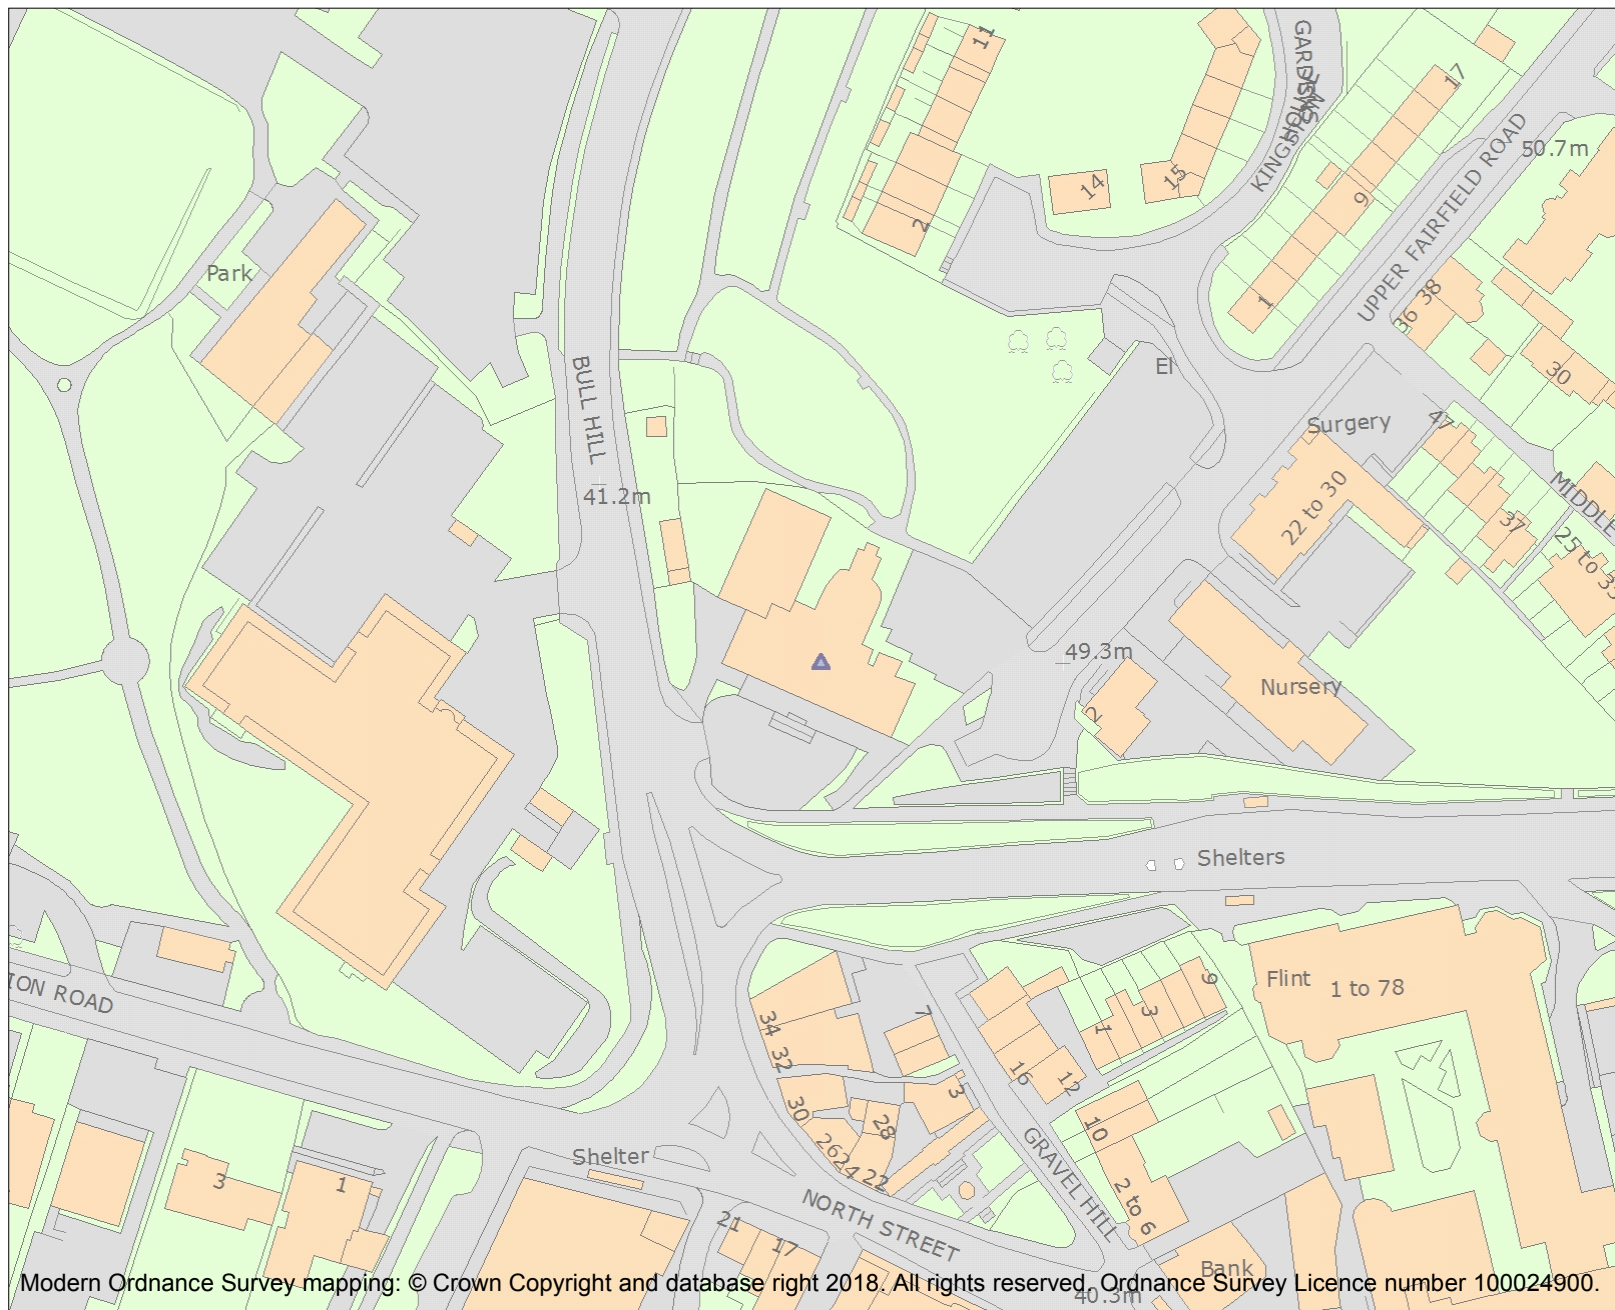 11
GARDENS
17
50.7m
KINGSHOLM
14
15
9
2
UPPER FAIRFIELD ROAD
Park
1
36 38
El
30
BULL HILL
Surgery
47
41.2m
22 to 30
MIDDLE
37
25 to 35
49.3m
Nursery
2
Shelters
Flint
1 to 78
9
ION ROAD
34
7
1
3
32
16
12
3
30
28
10
26
24
22
GRAVEL HILL
Shelter
3
1
2 to 6
NORTH STREET
21
17
Bank
Modern Ordnance Survey mapping: © Crown Copyright and database right 2018. All rights reserved. Ordnance Survey Licence number 100024900.
40.3m